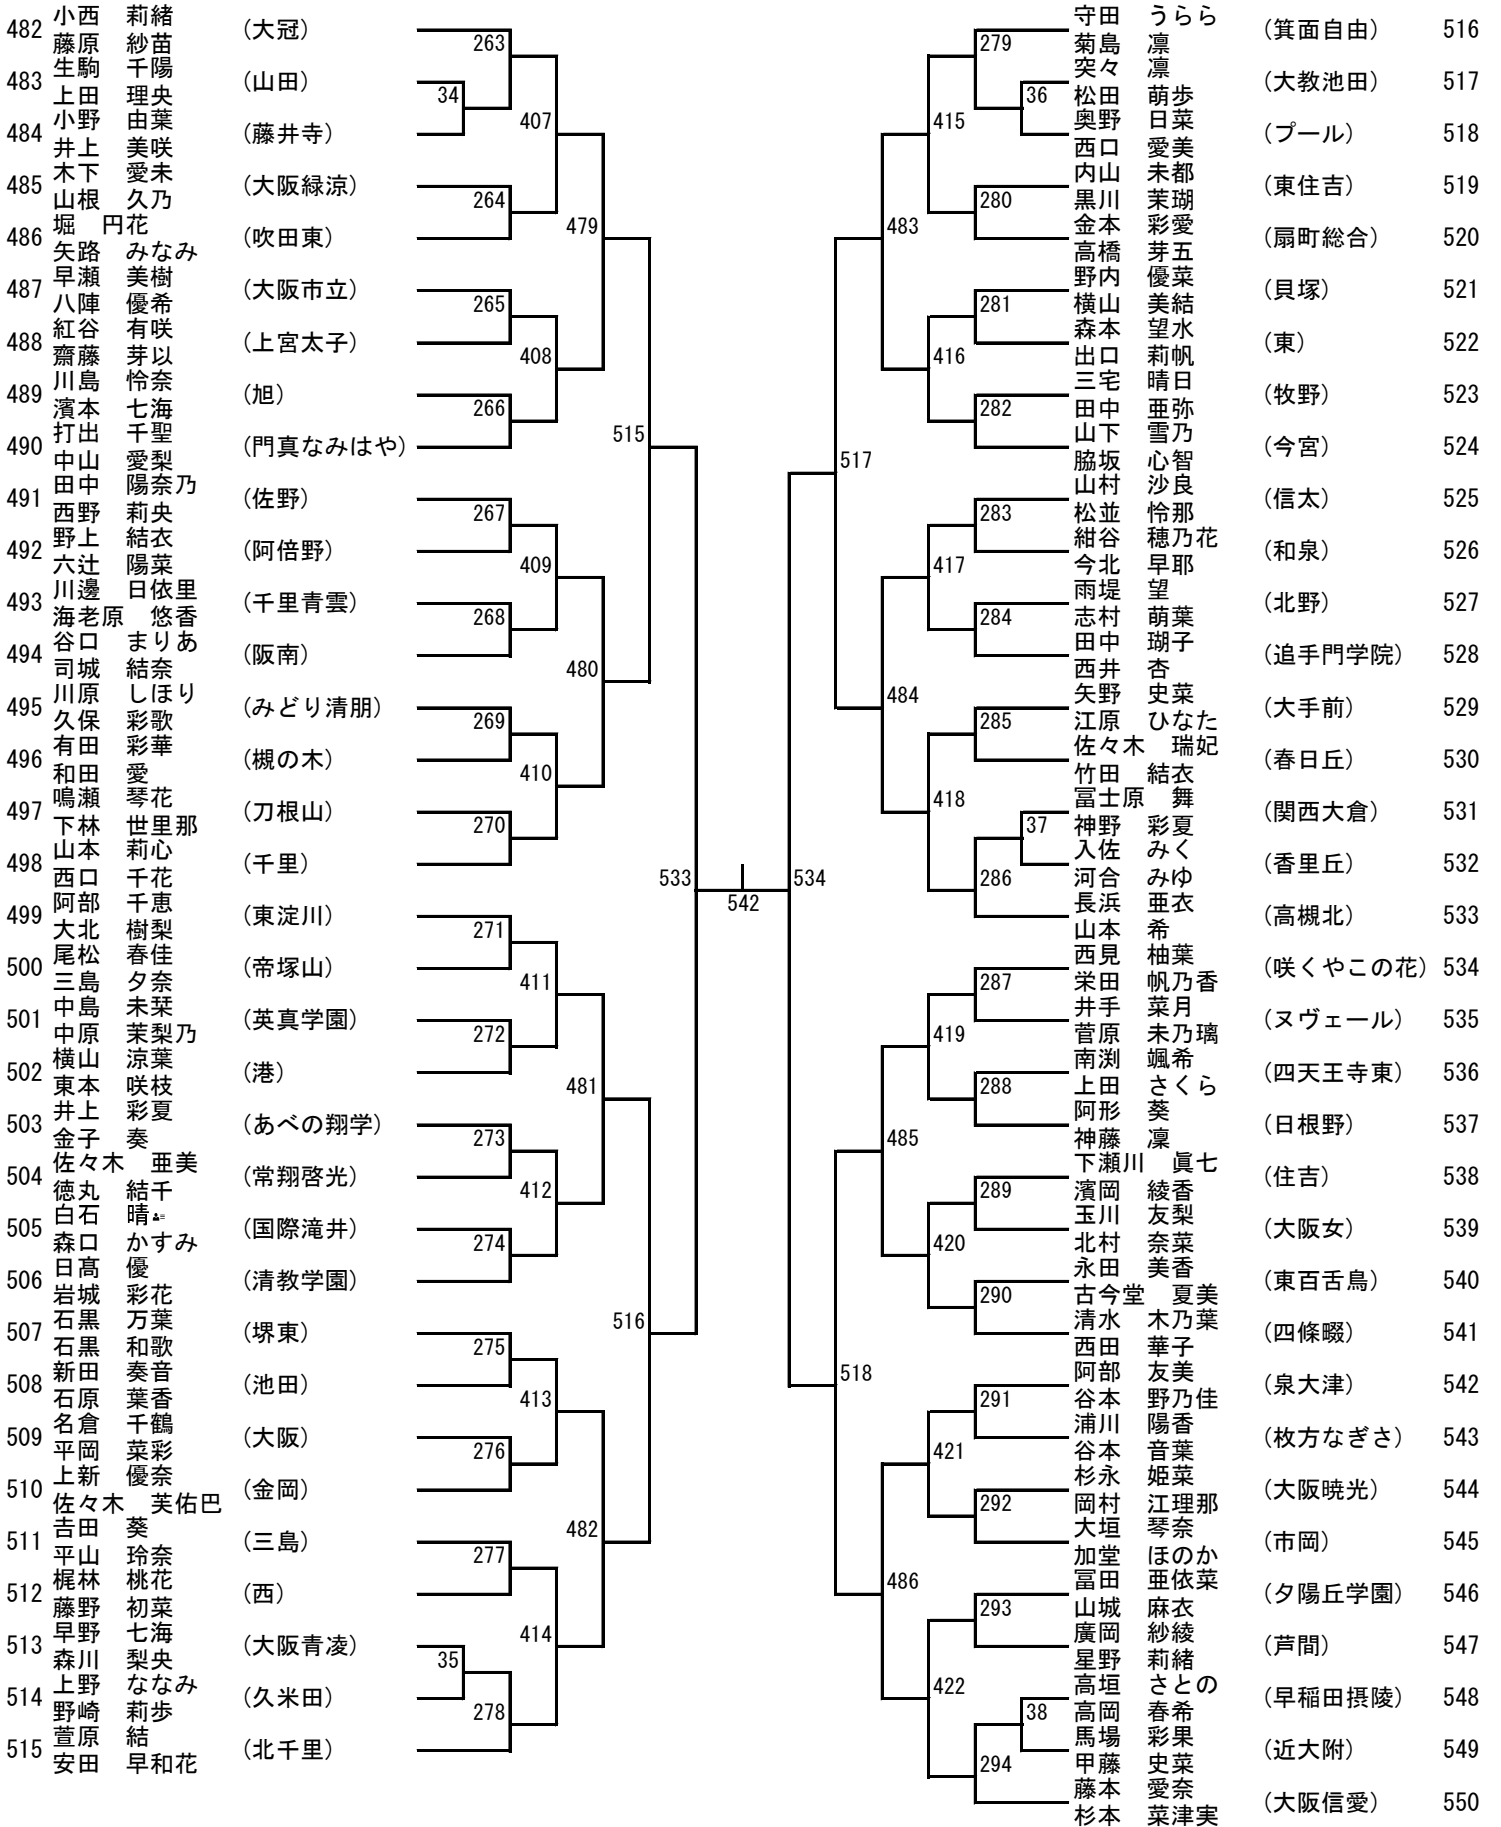 482 小西　莉緒 (大冠)
藤原　紗苗
483 生駒　千陽 (山田)
上田　理央
484 小野　由葉 (藤井寺)
井上　美咲
485 木下　愛未 (大阪緑涼)
山根　久乃
486 堀　円花 (吹田東)
矢路　みなみ
487 早瀬　美樹 (大阪市立)
八陣　優希
488 紅谷　有咲 (上宮太子)
齋藤　芽以
489 川島　怜奈 (旭)
濱本　七海
490 打出　千聖 (門真なみはや)
中山　愛梨
491 田中　陽奈乃 (佐野)
西野　莉央
492 野上　結衣 (阿倍野)
六辻　陽菜
493 川邊　日依里 (千里青雲)
海老原　悠香
494 谷口　まりあ (阪南)
司城　結奈
495 川原　しほり (みどり清朋)
久保　彩歌
496 有田　彩華 (槻の木)
和田　愛
497 鳴瀬　琴花 (刀根山)
下林　世里那
498 山本　莉心 (千里)
西口　千花
499 阿部　千恵 (東淀川)
大北　樹梨
500 尾松　春佳 (帝塚山)
三島　夕奈
501 中島　未栞 (英真学園)
中原　茉梨乃
502 横山　涼葉 (港)
東本　咲枝
503 井上　彩夏 (あべの翔学)
金子　奏
504 佐々木　亜美 (常翔啓光)
徳丸　結千
505 白石　晴 (国際滝井)
森口　かすみ
506 日髙　優 (清教学園)
岩城　彩花
507 石黒　万葉 (堺東)
石黒　和歌
508 新田　奏音 (池田)
石原　葉香
509 名倉　千鶴 (大阪)
平岡　菜彩
510 上新　優奈 (金岡)
佐々木　芙佑巴
511 吉田　葵 (三島)
平山　玲奈
512 梶林　桃花 (西)
藤野　初菜
513 早野　七海 (大阪青凌)
森川　梨央
514 上野　ななみ (久米田)
野崎　莉歩
515 萱原　結 (北千里)
安田　早和花
263
34
407
264
479
265
408
266
515
267
409
268
480
269
410
270
533
271
411
272
481
273
412
274
516
275
413
276
482
277
414
35
278
542
534
279
36
415
280
483
281
416
282
517
283
417
284
484
285
418
37
286
287
419
288
485
289
420
290
518
291
421
292
486
293
422
38
294
守田　うらら (箕面自由) 516
菊島　凛
突々　凛 (大教池田) 517
松田　萌歩
奥野　日菜 (プール) 518
西口　愛美
内山　未都 (東住吉) 519
黒川　茉瑚
金本　彩愛 (扇町総合) 520
高橋　芽五
野内　優菜 (貝塚) 521
横山　美結
森本　望水 (東) 522
出口　莉帆
三宅　晴日 (牧野) 523
田中　亜弥
山下　雪乃 (今宮) 524
脇坂　心智
山村　沙良 (信太) 525
松並　怜那
紺谷　穂乃花 (和泉) 526
今北　早耶
雨堤　望 (北野) 527
志村　萌葉
田中　瑚子 (追手門学院) 528
西井　杏
矢野　史菜 (大手前) 529
江原　ひなた
佐々木　瑞妃 (春日丘) 530
竹田　結衣
冨士原　舞 (関西大倉) 531
神野　彩夏
入佐　みく (香里丘) 532
河合　みゆ
長浜　亜衣 (高槻北) 533
山本　希
西見　柚葉 (咲くやこの花) 534
栄田　帆乃香
井手　菜月 (ヌヴェール) 535
菅原　未乃璃
南渕　颯希 (四天王寺東) 536
上田　さくら
阿形　葵 (日根野) 537
神藤　凜
下瀬川　眞七 (住吉) 538
濱岡　綾香
玉川　友梨 (大阪女) 539
北村　奈菜
永田　美香 (東百舌鳥) 540
古今堂　夏美
清水　木乃葉 (四條畷) 541
西田　華子
阿部　友美 (泉大津) 542
谷本　野乃佳
浦川　陽香 (枚方なぎさ) 543
谷本　音葉
杉永　姫菜 (大阪暁光) 544
岡村　江理那
大垣　琴奈 (市岡) 545
加堂　ほのか
冨田　亜依菜 (夕陽丘学園) 546
山城　麻衣
廣岡　紗綾 (芦間) 547
星野　莉緒
高垣　さとの (早稲田摂陵) 548
高岡　春希
馬場　彩果 (近大附) 549
甲藤　史菜
藤本　愛奈 (大阪信愛) 550
杉本　菜津実